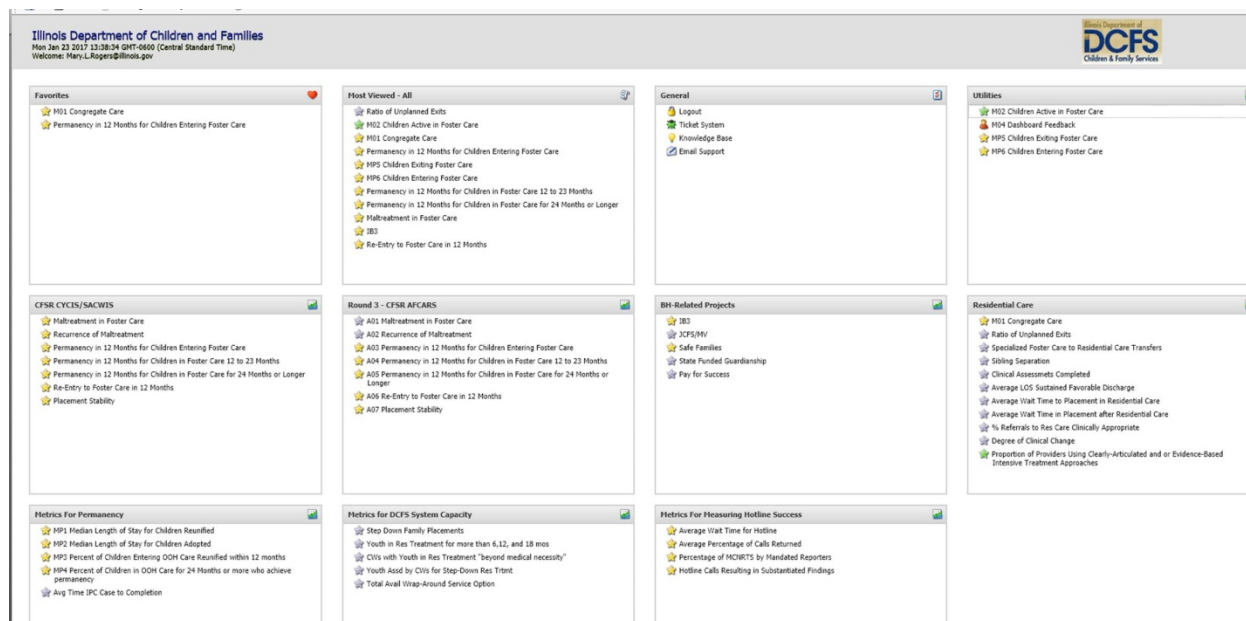 Illinois Department of Children and Families
Mon Jan 23 2017 13:38:34 GMT-0600 (Central Standard Time)
Welcome: Mary.L.Rogers@illinois.gov
Illinois Department of
DCFS
Children & Family Services
Favorites
M01 Congregate Care
Permanency in 12 Months for Children Entering Foster Care
Most Viewed - All
Ratio of Unplanned Exits
M02 Children Active in Foster Care
M01 Congregate Care
Permanency in 12 Months for Children Entering Foster Care
MP5 Children Exiting Foster Care
MP6 Children Entering Foster Care
Permanency in 12 Months for Children in Foster Care 12 to 23 Months
Permanency in 12 Months for Children in Foster Care for 24 Months or Longer
Maltreatment in Foster Care
IB3
Re-Entry to Foster Care in 12 Months
General
Logout
Ticket System
Knowledge Base
Email Support
Utilities
M02 Children Active in Foster Care
M04 Dashboard Feedback
MP5 Children Exiting Foster Care
MP6 Children Entering Foster Care
CFSR CYCIS/SACWIS
Maltreatment in Foster Care
Recurrence of Maltreatment
Permanency in 12 Months for Children Entering Foster Care
Permanency in 12 Months for Children in Foster Care 12 to 23 Months
Permanency in 12 Months for Children in Foster Care for 24 Months or Longer
Re-Entry to Foster Care in 12 Months
Placement Stability
Round 3 - CFSR AFCARS
A01 Maltreatment in Foster Care
A02 Recurrence of Maltreatment
A03 Permanency in 12 Months for Children Entering Foster Care
A04 Permanency in 12 Months for Children in Foster Care 12 to 23 Months
A05 Permanency in 12 Months for Children in Foster Care for 24 Months or
Longer
A06 Re-Entry to Foster Care in 12 Months
A07 Placement Stability
BH-Related Projects
IB3
JCPS/MV
Safe Families
State Funded Guardianship
Pay for Success
Residential Care
M01 Congregate Care
Ratio of Unplanned Exits
Specialized Foster Care to Residential Care Transfers
Sibling Separation
Clinical Assessmets Completed
Average LOS Sustained Favorable Discharge
Average Wait Time to Placement in Residential Care
Average Wait Time in Placement after Residential Care
% Referrals to Res Care Clinically Appropriate
Degree of Clinical Change
Proportion of Providers Using Clearly-Articulated and or Evidence-Based
Intensive Treatment Approaches
Metrics For Permanency
MP1 Median Length of Stay for Children Reunified
MP2 Median Length of Stay for Children Adopted
MP3 Percent of Children Entering OOH Care Reunified within 12 months
MP4 Percent of Children in OOH Care for 24 Months or more who achieve
permanency
Avg Time IPC Case to Completion
Metrics for DCFS System Capacity
Step Down Family Placements
Youth in Res Treatment for more than 6,12, and 18 mos
CWs with Youth in Res Treatment "beyond medical necessity"
Youth Assd by CWs for Step-Down Res Trtmt
Total Avail Wrap-Around Service Option
Metrics For Measuring Hotline Success
Average Wait Time for Hotline
Average Percentage of Calls Returned
Percentage of MCNRTS by Mandated Reporters
Hotline Calls Resulting in Substantiated Findings